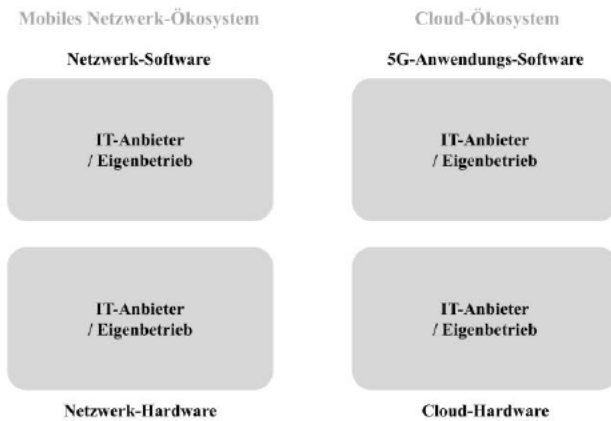 Mobiles Netzwerk-Ökosystem
Cloud-Ökosystem
Netzwerk-Software
5G-Anwendungs-Software
IT-Anbieter
/ Eigenbetrieb
IT-Anbieter
/ Eigenbetrieb
IT-Anbieter
/ Eigenbetrieb
IT-Anbieter
/ Eigenbetrieb
Netzwerk-Hardware
Cloud-Hardware